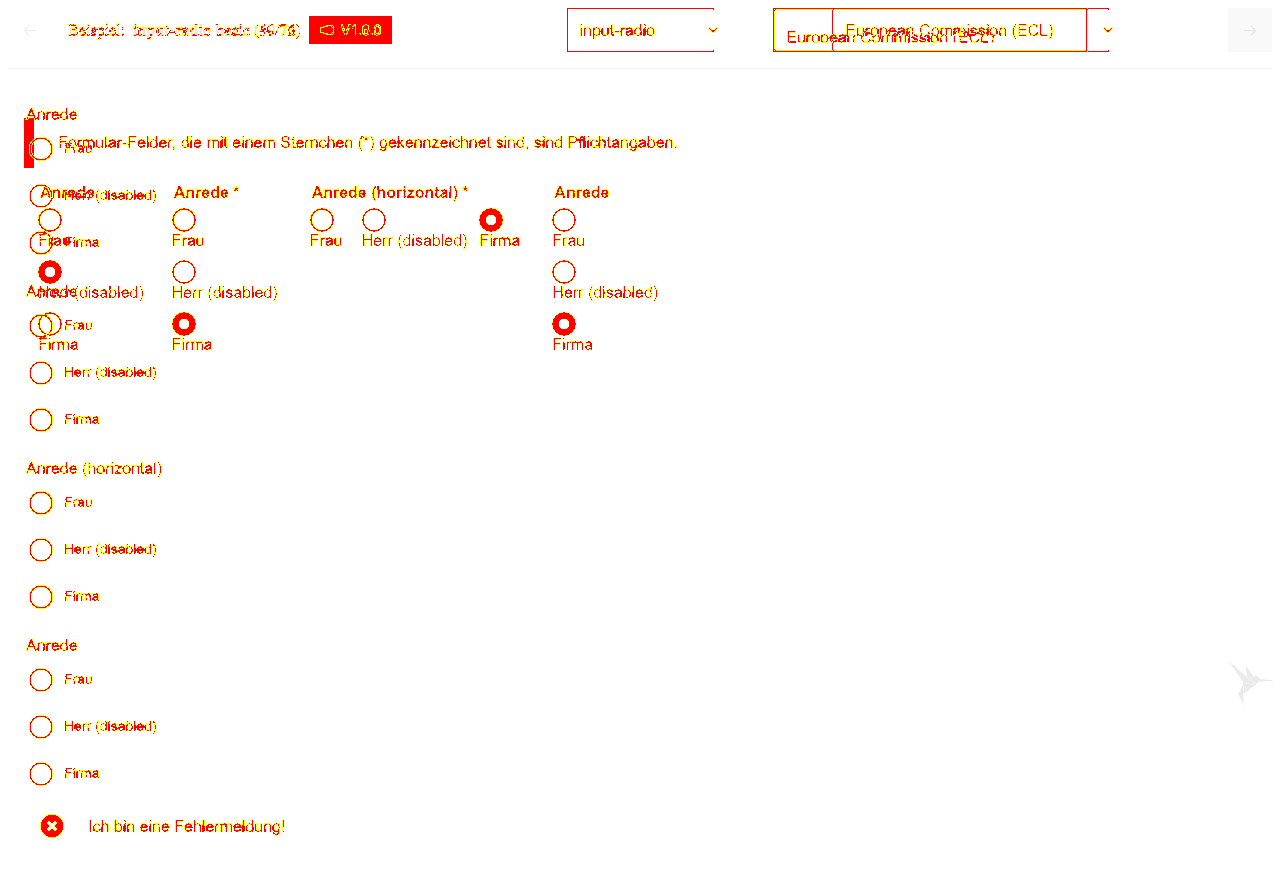 Beispiel: input-radio basic V1.0.0 input-radio European Commission (ECL)
European Commission (ECL)
Anrede
Formular-Felder, die mit einem Sternchen (*) gekennzeichnet sind, sind Pflichtangaben.
Frau
Anrede Anrede * Anrede (horizontal) * Anrede
Herr (disabled)
Frau Frau Frau Herr (disabled) Firma Frau
Firma
Anrede
Herr (disabled) Herr (disabled) Herr (disabled)
Frau
Firma Firma Firma
Herr (disabled)
Firma
Anrede (horizontal)
Frau
Herr (disabled)
Firma
Anrede
Frau
Herr (disabled)
Firma
Ich bin eine Fehlermeldung!